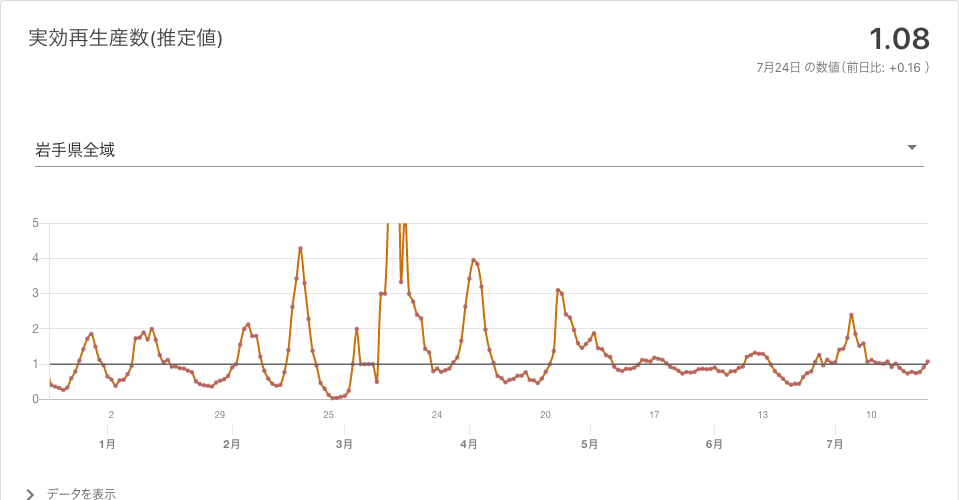 実効再生産数(推定値)
1.08
7月24日 の数値（前日比: +0.16 ）
岩手県全域
5
4
3
2
1
0
2 29 25 24 20 17 13 10
1月 2月 3月 4月 5月 6月 7月
データを表示